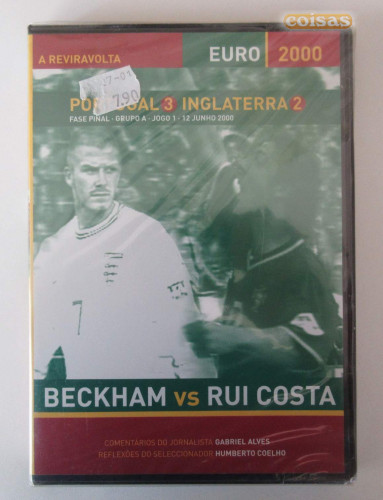 coisas
A REVIRAVOLTA
EURO 2000
7,90
PORTUGAL 3 INGLATERRA 2
FASE FINAL - GRUPO A - JOGO 1 - 12 JUNHO 2000
7
BECKHAM VS RUI COSTA
COMENTÁRIOS DO JORNALISTA GABRIEL ALVES
REFLEXÕES DO SELECCIONADOR HUMBERTO COELHO